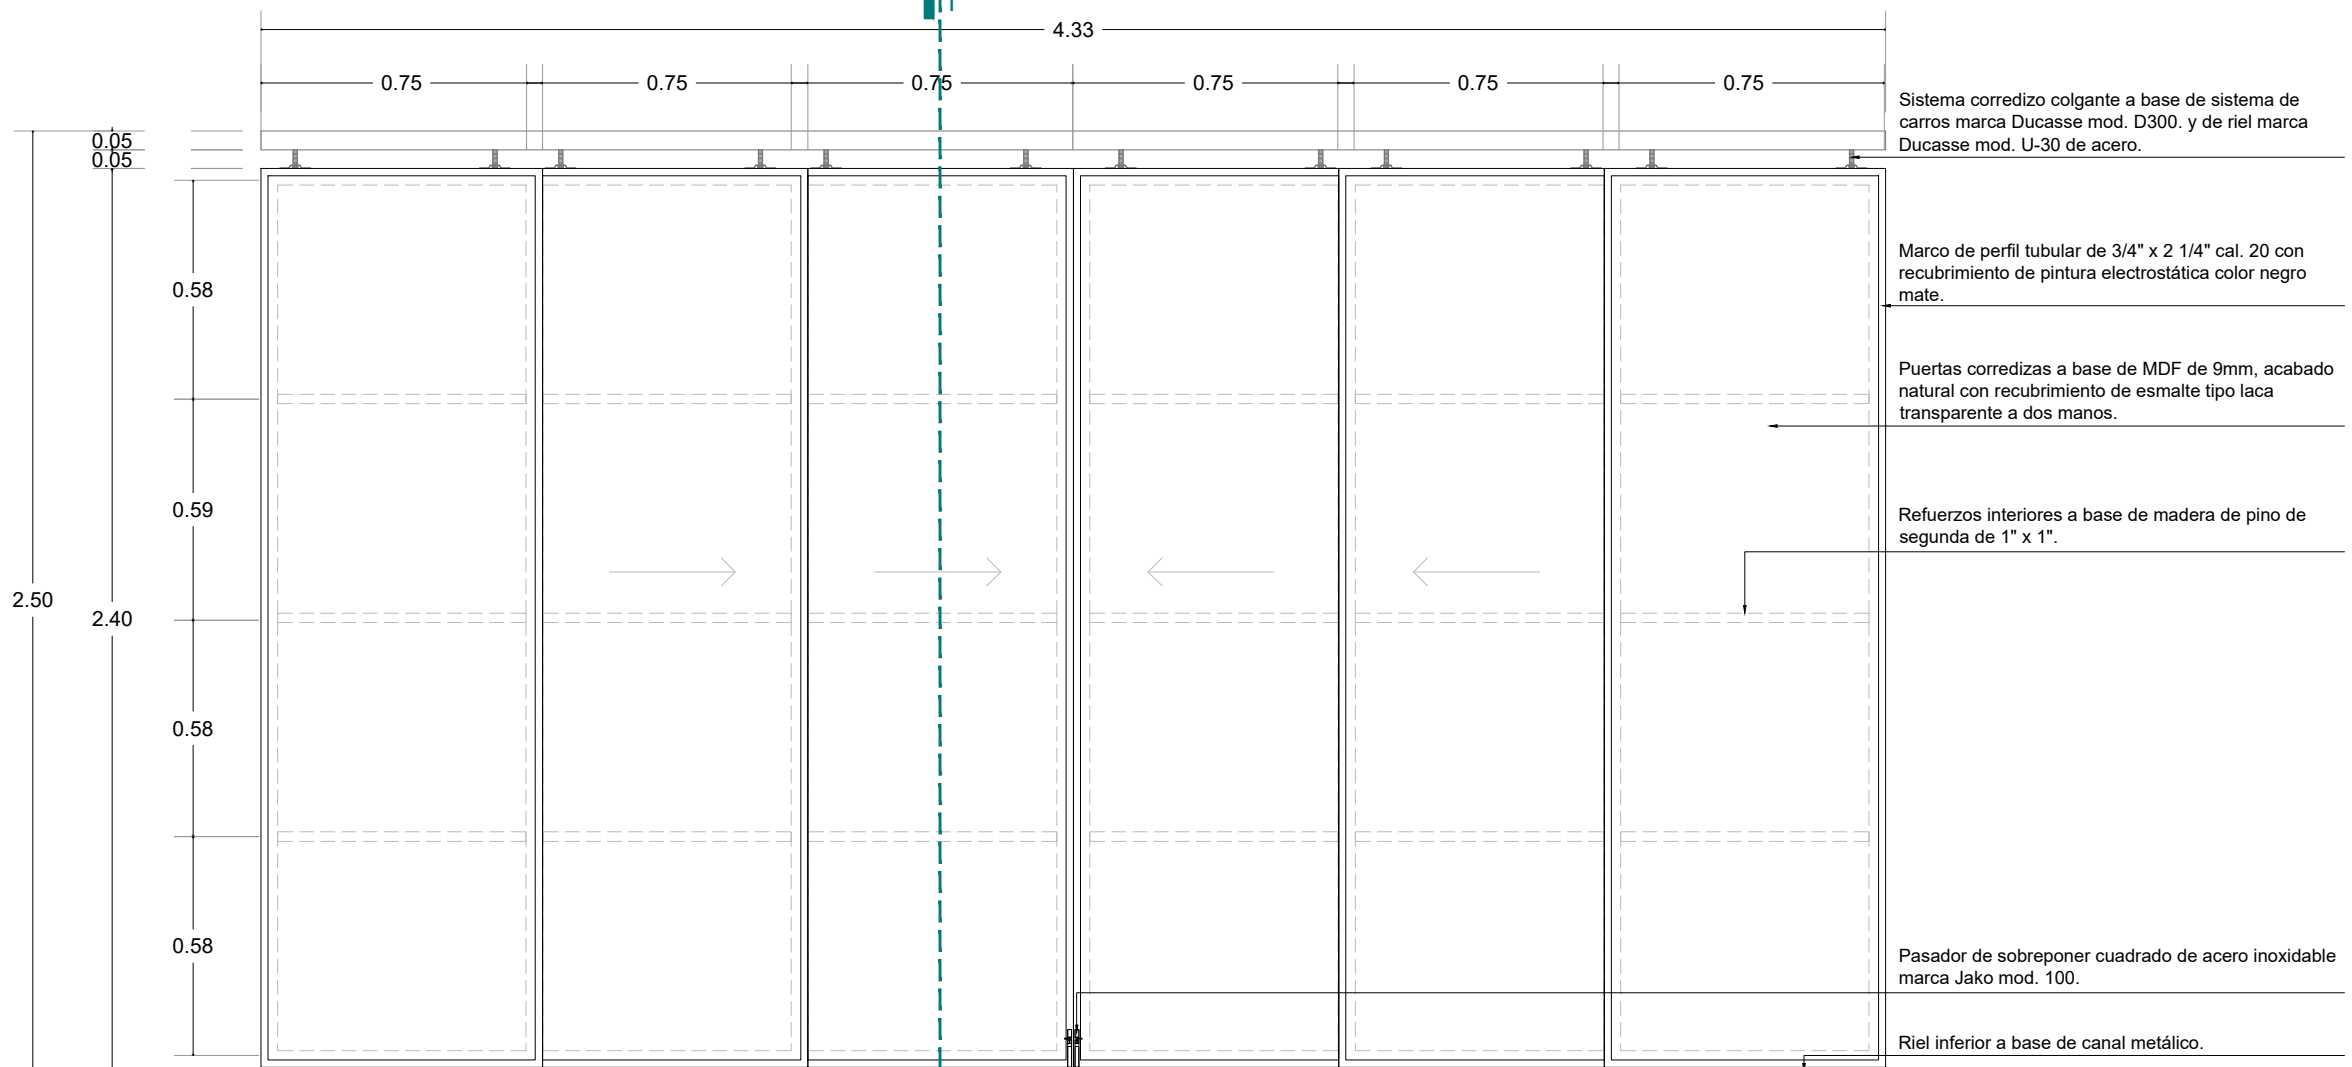 4.33
0.75 0.75 0.75 0.75 0.75 0.75
Sistema corredizo colgante a base de sistema de
carros marca Ducasse mod. D300. y de riel marca
Ducasse mod. U-30 de acero.
0.05
0.05
Marco de perfil tubular de 3/4" x 2 1/4" cal. 20 con
recubrimiento de pintura electrostática color negro
mate.
0.58
Puertas corredizas a base de MDF de 9mm, acabado
natural con recubrimiento de esmalte tipo laca
transparente a dos manos.
0.59
Refuerzos interiores a base de madera de pino de
segunda de 1" x 1".
2.50
2.40
0.58
0.58
Pasador de sobreponer cuadrado de acero inoxidable
marca Jako mod. 100.
Riel inferior a base de canal metálico.